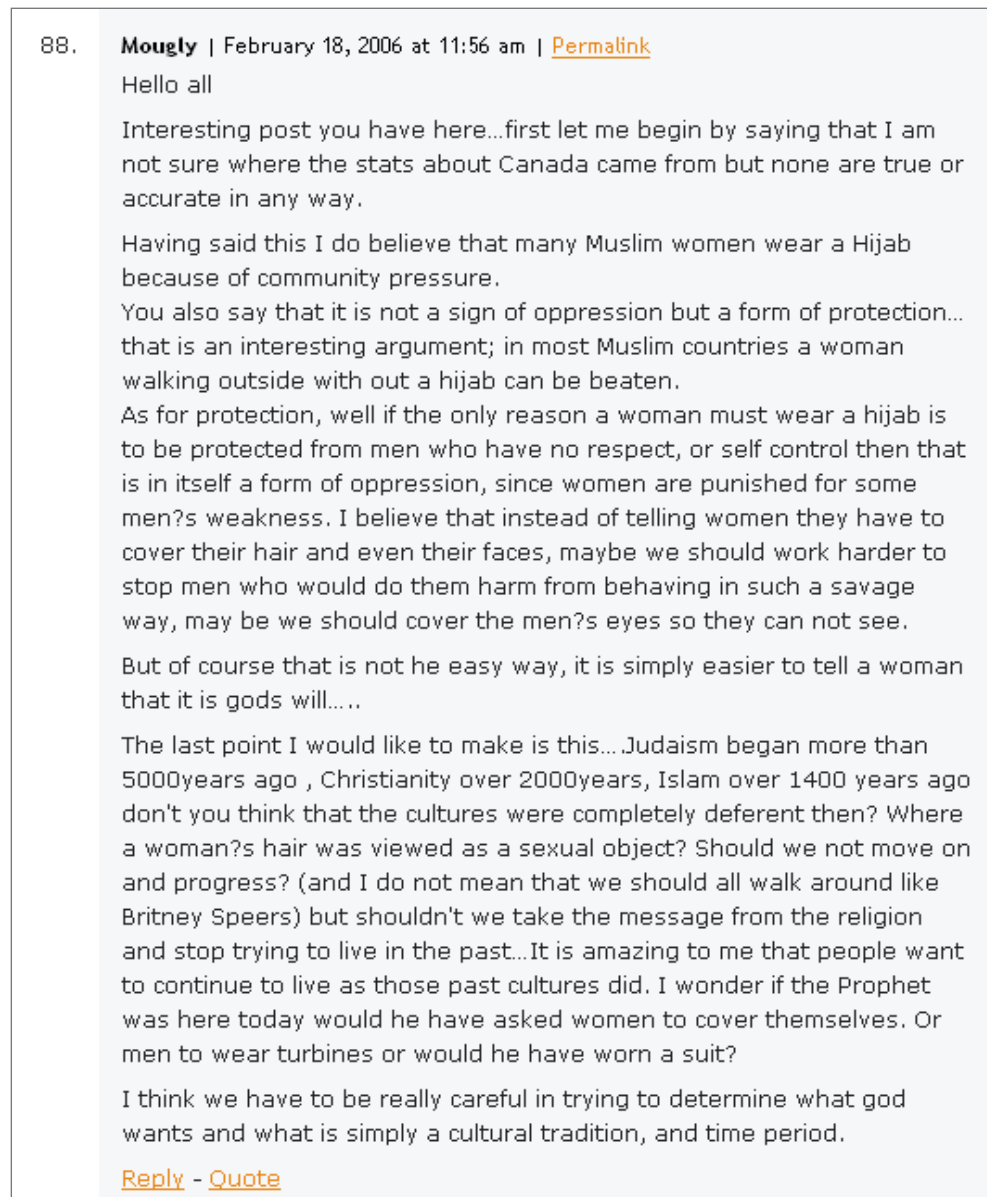 88. Mougly | February 18, 2006 at 11:56 am | Permalink
Hello all
Interesting post you have here...first let me begin by saying that I am
not sure where the stats about Canada came from but none are true or
accurate in any way.
Having said this I do believe that many Muslim women wear a Hijab
because of community pressure.
You also say that it is not a sign of oppression but a form of protection...
that is an interesting argument; in most Muslim countries a woman
walking outside with out a hijab can be beaten.
As for protection, well if the only reason a woman must wear a hijab is
to be protected from men who have no respect, or self control then that
is in itself a form of oppression, since women are punished for some
men?s weakness. I believe that instead of telling women they have to
cover their hair and even their faces, maybe we should work harder to
stop men who would do them harm from behaving in such a savage
way, may be we should cover the men?s eyes so they can not see.
But of course that is not he easy way, it is simply easier to tell a woman
that it is gods will.....
The last point I would like to make is this....Judaism began more than
5000years ago , Christianity over 2000years, Islam over 1400 years ago
don't you think that the cultures were completely deferent then? Where
a woman?s hair was viewed as a sexual object? Should we not move on
and progress? (and I do not mean that we should all walk around like
Britney Speers) but shouldn't we take the message from the religion
and stop trying to live in the past...It is amazing to me that people want
to continue to live as those past cultures did. I wonder if the Prophet
was here today would he have asked women to cover themselves. Or
men to wear turbines or would he have worn a suit?
I think we have to be really careful in trying to determine what god
wants and what is simply a cultural tradition, and time period.
Reply - Quote